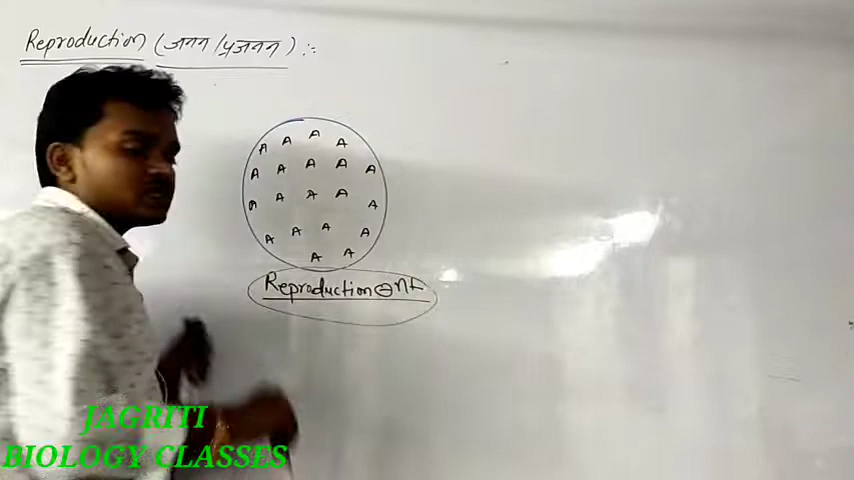 Reproduction (जनन/प्रजनन) :-
A A A A
A A A A A
A A A A A
A A A A
A A
Reproduction⊖nt
JAGRITI
BIOLOGY CLASSES